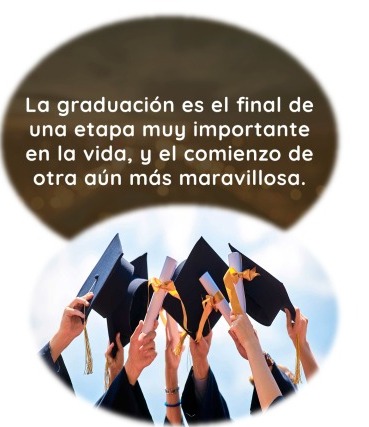 La graduación es el final de
una etapa muy importante
en la vida, y el comienzo de
otra aún más maravillosa.